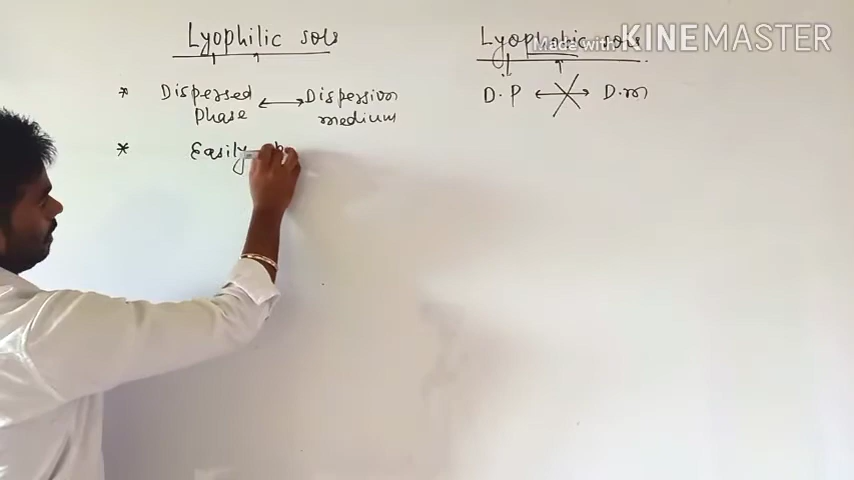 Lyophilic sols
Lyophobic sols
Made with KINEMASTER
* Dispersed Phase ⟷ Dispersion medium
D.P ⟷ D.m
* Easily